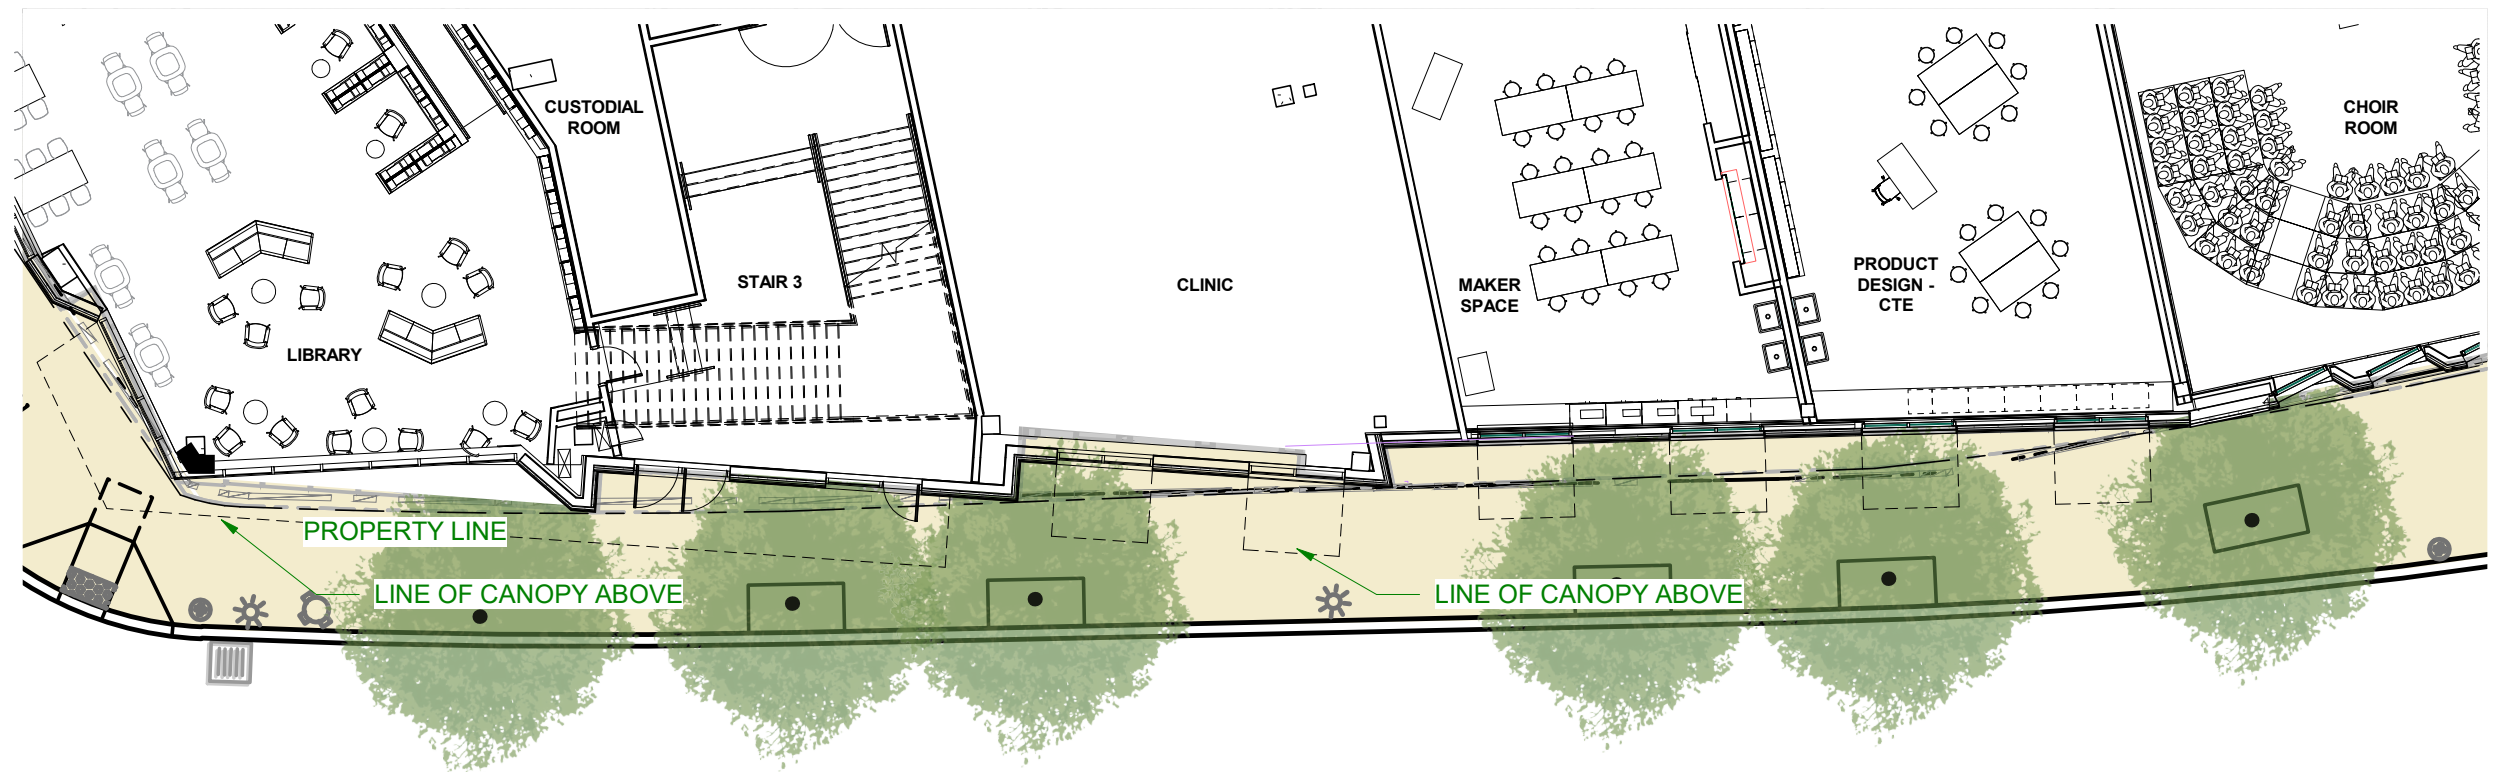 CUSTODIAL
ROOM
CHOIR
ROOM
STAIR 3
CLINIC
MAKER
SPACE
PRODUCT
DESIGN -
CTE
LIBRARY
PROPERTY LINE
LINE OF CANOPY ABOVE
LINE OF CANOPY ABOVE